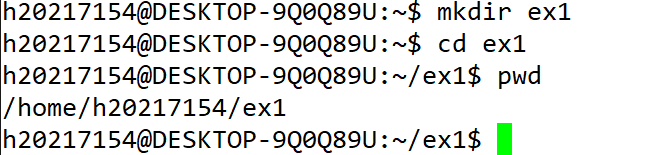 h20217154@DESKTOP-9Q0Q89U:~$ mkdir ex1
h20217154@DESKTOP-9Q0Q89U:~$ cd ex1
h20217154@DESKTOP-9Q0Q89U:~/ex1$ pwd
/home/h20217154/ex1
h20217154@DESKTOP-9Q0Q89U:~/ex1$